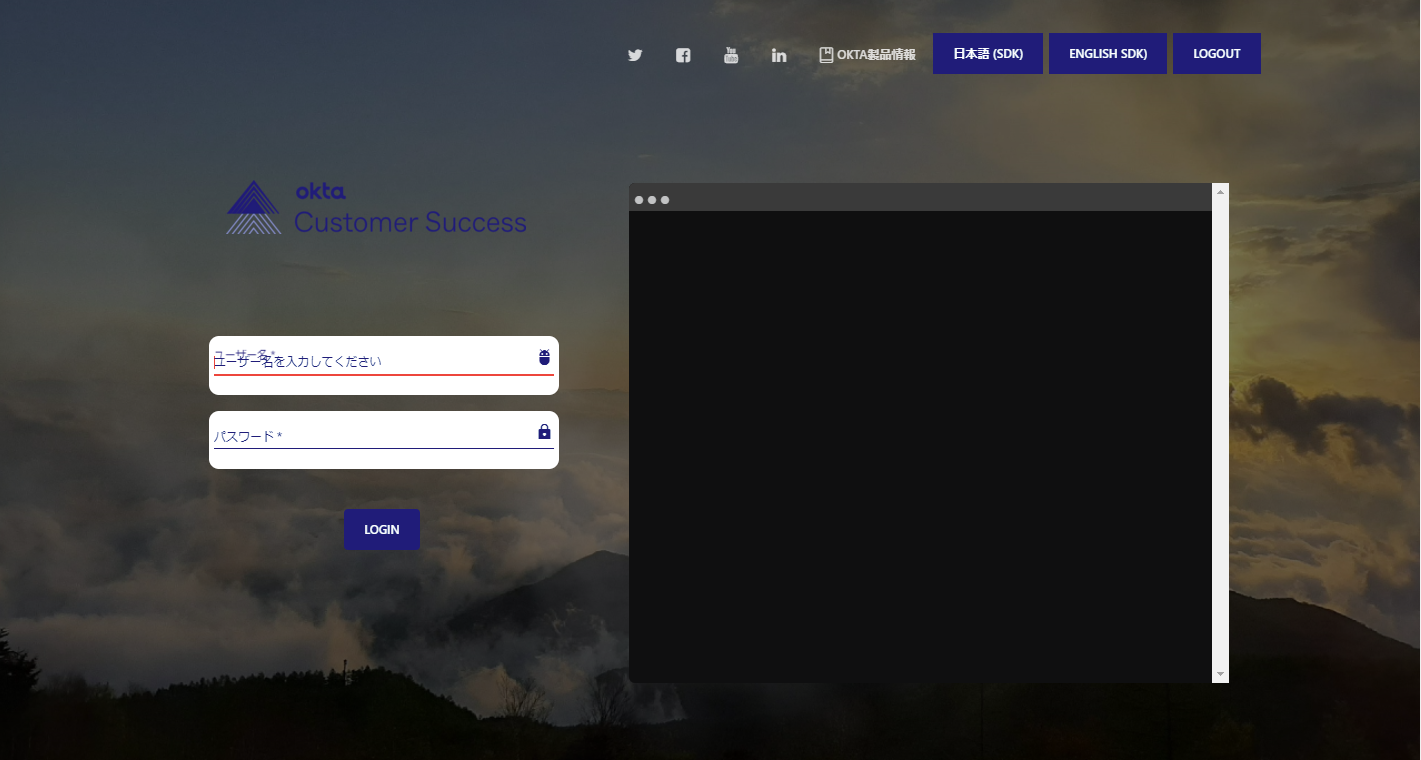 OKTA製品情報
日本語 (SDK)
ENGLISH SDK)
LOGOUT
okta
Customer Success
ユーザー名 *
ユーザー名を入力してください
パスワード *
LOGIN
You
Tube